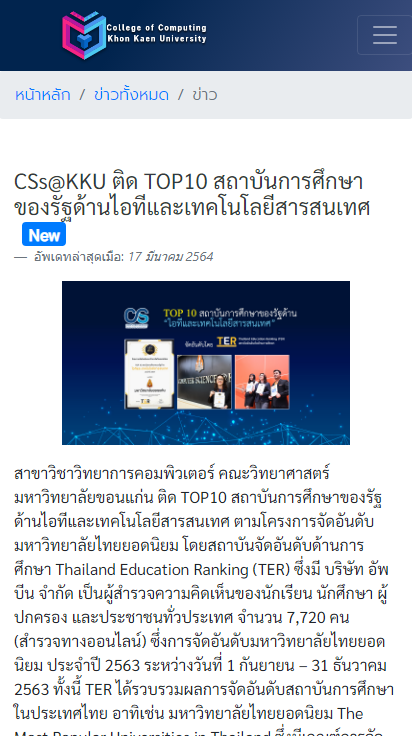 College of Computing
Khon Kaen University
หน้าหลัก / ข่าวทั้งหมด / ข่าว
CSs@KKU ติด TOP10 สถาบันการศึกษา
ของรัฐด้านไอทีและเทคโนโลยีสารสนเทศ
New
— อัพเดทล่าสุดเมื่อ: 17 มีนาคม 2564
CS
TOP 10 สถาบันการศึกษาของรัฐด้าน
"ไอทีและเทคโนโลยีสารสนเทศ"
จัดอันดับโดย TER
สาขาวิชาวิทยาการคอมพิวเตอร์ คณะวิทยาศาสตร์
มหาวิทยาลัยขอนแก่น ติด TOP10 สถาบันการศึกษาของรัฐ
ด้านไอทีและเทคโนโลยีสารสนเทศ ตามโครงการจัดอันดับ
มหาวิทยาลัยไทยยอดนิยม โดยสถาบันจัดอันดับด้านการ
ศึกษา Thailand Education Ranking (TER) ซึ่งมี บริษัท อัพ
บีน จำกัด เป็นผู้สำรวจความคิดเห็นของนักเรียน นักศึกษา ผู้
ปกครอง และประชาชนทั่วประเทศ จำนวน 7,720 คน
(สำรวจทางออนไลน์) ซึ่งการจัดอันดับมหาวิทยาลัยไทยยอด
นิยม ประจำปี 2563 ระหว่างวันที่ 1 กันยายน – 31 ธันวาคม
2563 ทั้งนี้ TER ได้รวบรวมผลการจัดอันดับสถาบันการศึกษา
ในประเทศไทย อาทิเช่น มหาวิทยาลัยไทยยอดนิยม The
Most Popular Universities in Thailand ซึ่งมีเกณฑ์การจัด